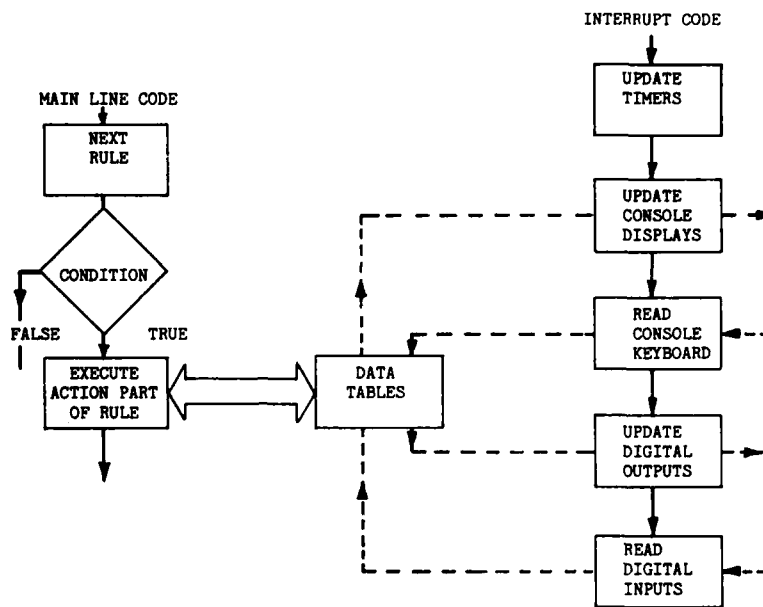 INTERRUPT CODE
UPDATE
TIMERS
MAIN LINE CODE
NEXT
RULE
UPDATE
CONSOLE
DISPLAYS
CONDITION
FALSE
TRUE
READ
CONSOLE
KEYBOARD
EXECUTE
ACTION PART
OF RULE
DATA
TABLES
UPDATE
DIGITAL
OUTPUTS
READ
DIGITAL
INPUTS